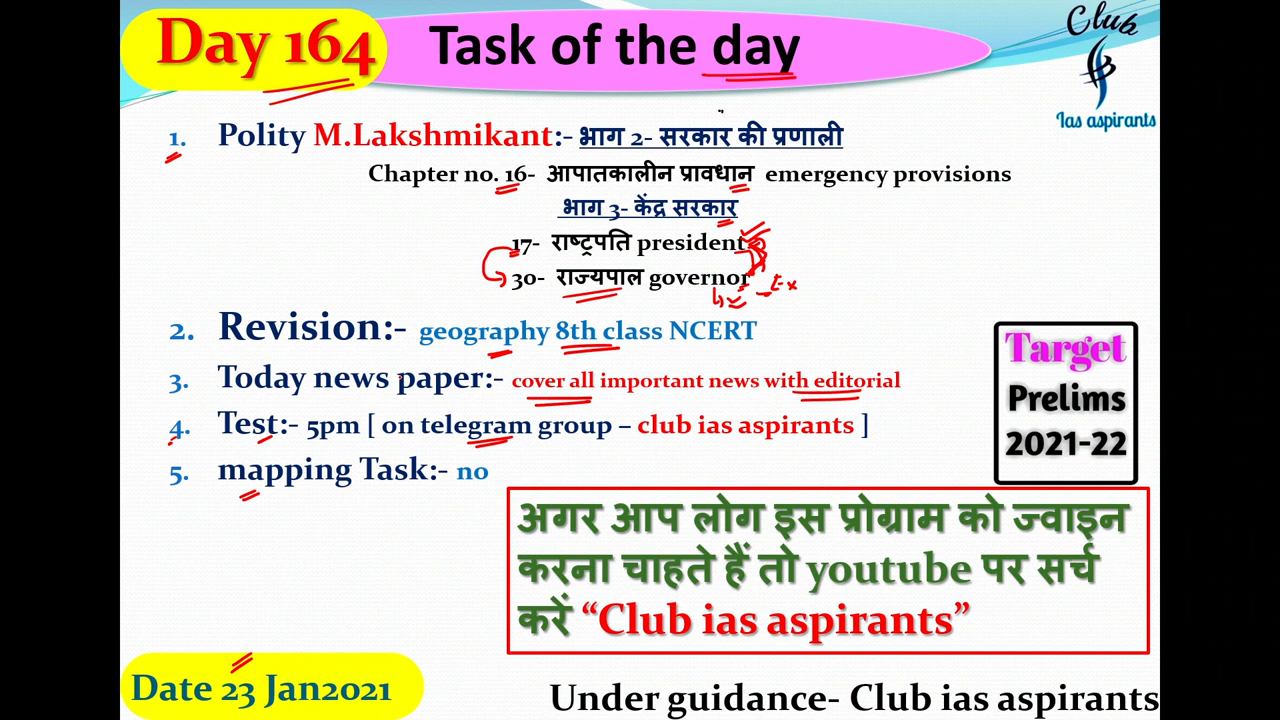 Day 164
Task of the day
Club
Ias aspirants
1. Polity M.Lakshmikant:- भाग 2- सरकार की प्रणाली
Chapter no. 16- आपातकालीन प्रावधान emergency provisions
भाग 3- केंद्र सरकार
17- राष्ट्रपति president
30- राज्यपाल governor
Ex
2. Revision:- geography 8th class NCERT
3. Today news paper:- cover all important news with editorial
4. Test:- 5pm [ on telegram group – club ias aspirants ]
5. mapping Task:- no
Target
Prelims
2021-22
अगर आप लोग इस प्रोग्राम को ज्वाइन
करना चाहते हैं तो youtube पर सर्च
करें “Club ias aspirants”
Date 23 Jan2021
Under guidance- Club ias aspirants